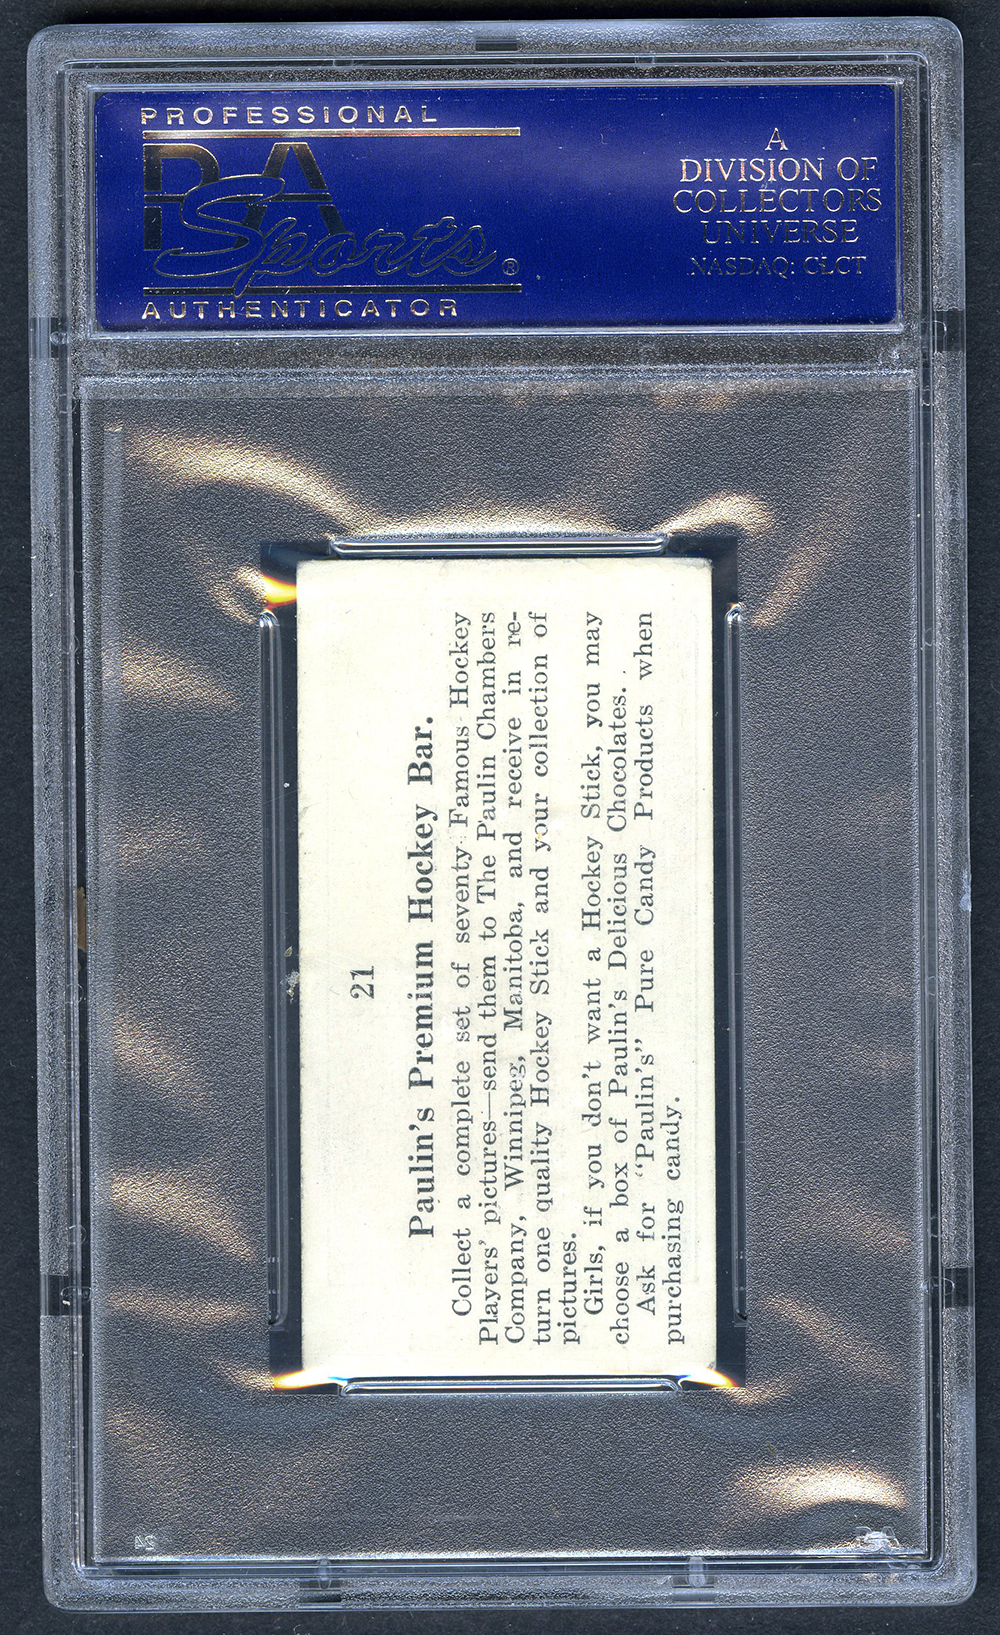 PROFESSIONAL
PSA
Sports®
AUTHENTICATOR
A
DIVISION OF
COLLECTORS
UNIVERSE
NASDAQ: CLCT
21
Paulin's Premium Hockey Bar.
Collect a complete set of seventy Famous Hockey
Players' pictures—send them to The Paulin Chambers
Company, Winnipeg, Manitoba, and receive in re-
turn one quality Hockey Stick and your collection of
pictures.
Girls, if you don't want a Hockey Stick, you may
choose a box of Paulin's Delicious Chocolates.
Ask for "Paulin's" Pure Candy Products when
purchasing candy.